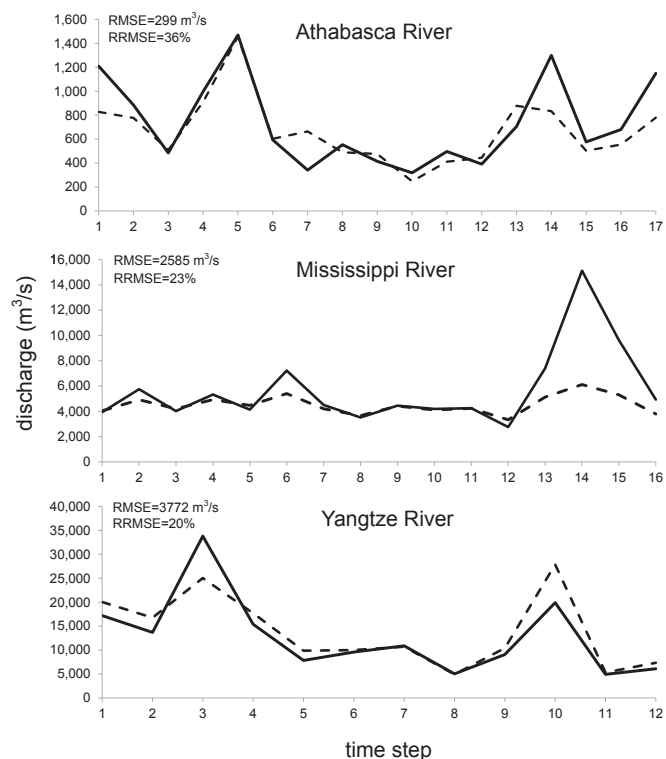 RMSE=299 m³/s
RRMSE=36%
Athabasca River
1,600
1,400
1,200
1,000
800
600
400
200
0
1 2 3 4 5 6 7 8 9 10 11 12 13 14 15 16 17
RMSE=2585 m³/s
RRMSE=23%
Mississippi River
16,000
14,000
12,000
10,000
8,000
6,000
4,000
2,000
0
1 2 3 4 5 6 7 8 9 10 11 12 13 14 15 16
discharge (m³/s)
RMSE=3772 m³/s
RRMSE=20%
Yangtze River
40,000
35,000
30,000
25,000
20,000
15,000
10,000
5,000
0
1 2 3 4 5 6 7 8 9 10 11 12
time step